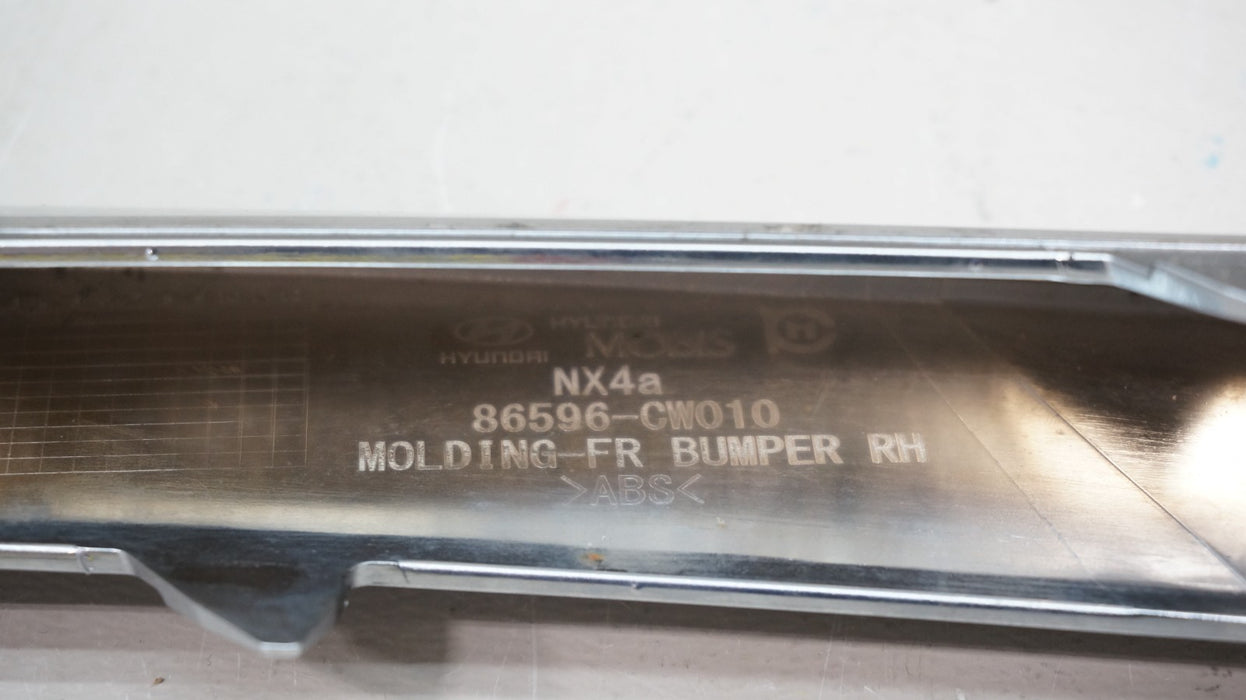 HYUNDAI
HYUNDAI
MOBIS
NX4a
86596-CW010
MOLDING-FR BUMPER RH
>ABS<